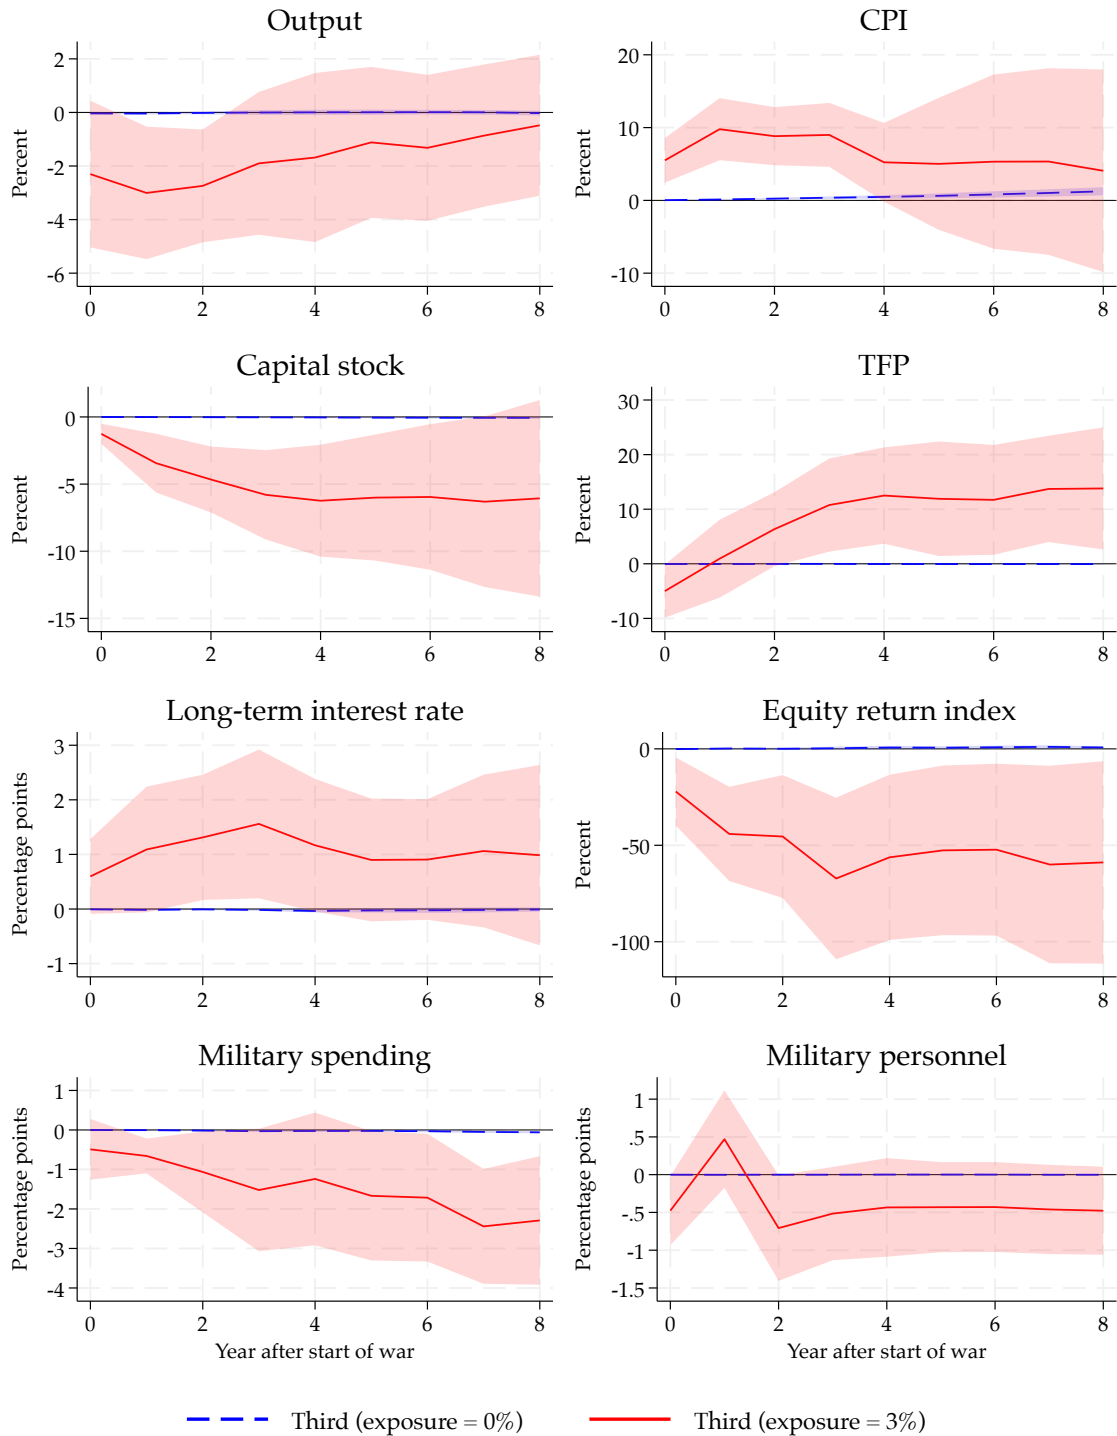 Output
Percent
2
0
-2
-4
-6
0 2 4 6 8
CPI
Percent
20
10
0
-10
0 2 4 6 8
Capital stock
Percent
0
-5
-10
-15
0 2 4 6 8
TFP
Percent
30
20
10
0
-10
0 2 4 6 8
Long-term interest rate
Percentage points
3
2
1
0
-1
0 2 4 6 8
Equity return index
Percent
0
-50
-100
0 2 4 6 8
Military spending
Percentage points
1
0
-1
-2
-3
-4
0 2 4 6 8
Year after start of war
Military personnel
Percentage points
1
.5
0
-.5
-1
-1.5
0 2 4 6 8
Year after start of war
Third (exposure = 0%) Third (exposure = 3%)